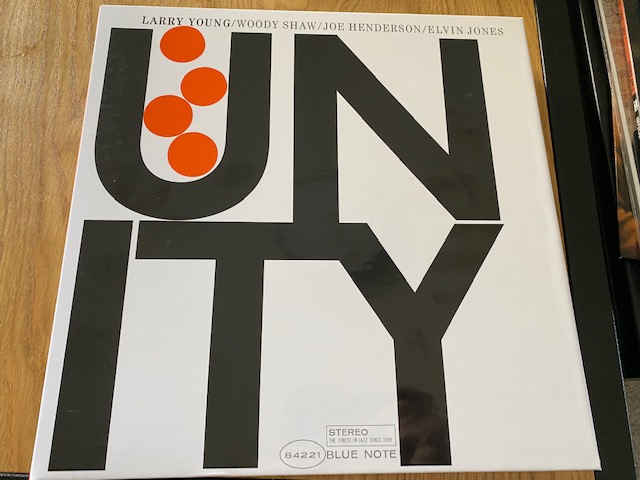 LARRY YOUNG/WOODY SHAW/JOE HENDERSON/ELVIN JONES
UN
ITY
STEREO
THE FINEST IN JAZZ SINCE 1939
84221 BLUE NOTE